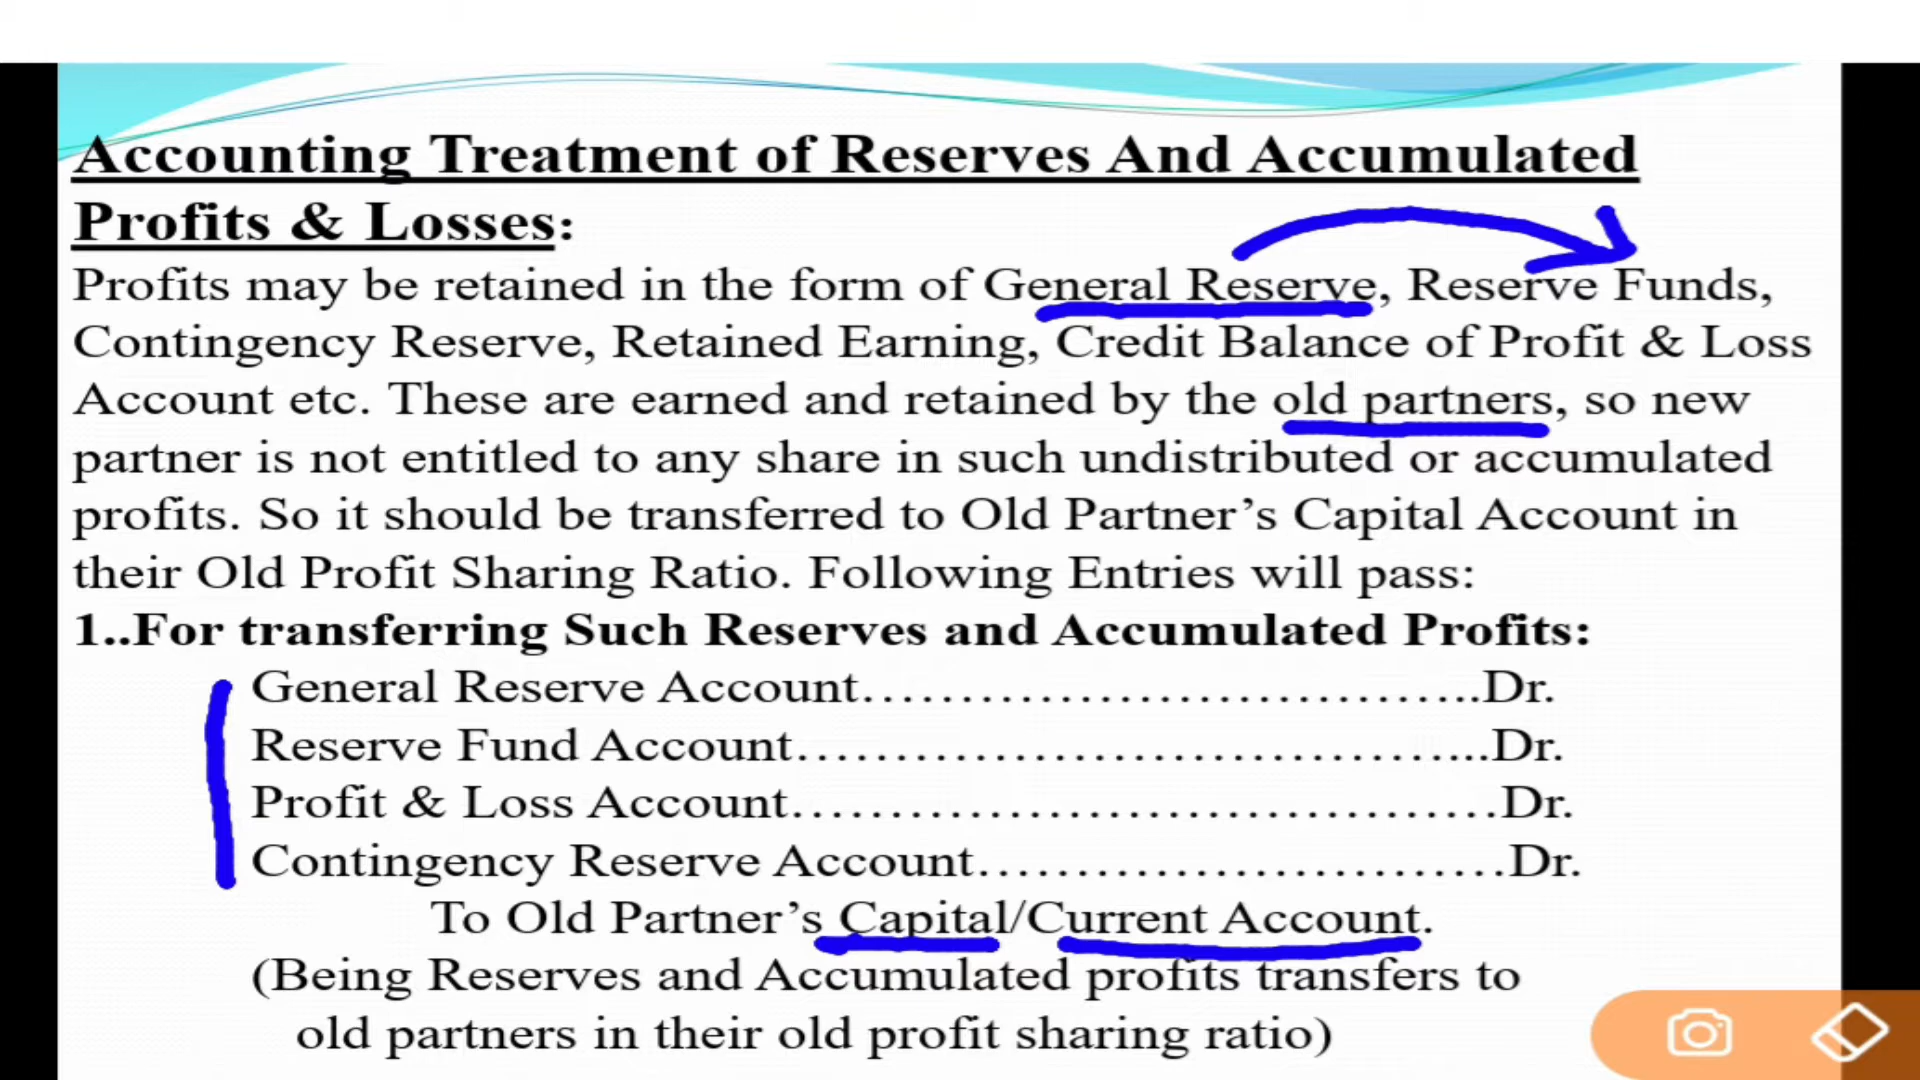 Accounting Treatment of Reserves And Accumulated
Profits & Losses:
Profits may be retained in the form of General Reserve, Reserve Funds,
Contingency Reserve, Retained Earning, Credit Balance of Profit & Loss
Account etc. These are earned and retained by the old partners, so new
partner is not entitled to any share in such undistributed or accumulated
profits. So it should be transferred to Old Partner’s Capital Account in
their Old Profit Sharing Ratio. Following Entries will pass:
1..For transferring Such Reserves and Accumulated Profits:
General Reserve Account…………………………..Dr.
Reserve Fund Account……………………………...Dr.
Profit & Loss Account………………………………Dr.
Contingency Reserve Account………………………Dr.
To Old Partner’s Capital/Current Account.
(Being Reserves and Accumulated profits transfers to
old partners in their old profit sharing ratio)